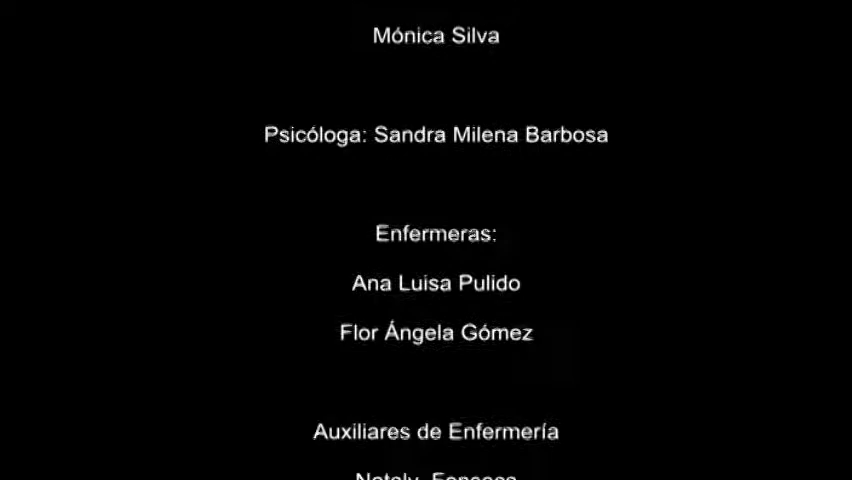 Mónica Silva
Psicóloga: Sandra Milena Barbosa
Enfermeras:
Ana Luisa Pulido
Flor Ángela Gómez
Auxiliares de Enfermería